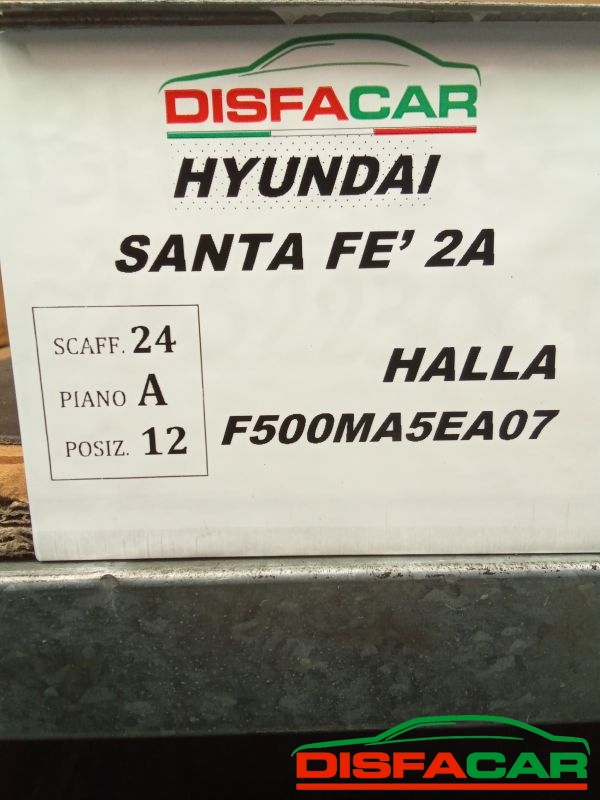 DISFACAR
HYUNDAI
SANTA FE' 2A
SCAFF. 24
PIANO A
POSIZ. 12
HALLA
F500MA5EA07
DISFACAR